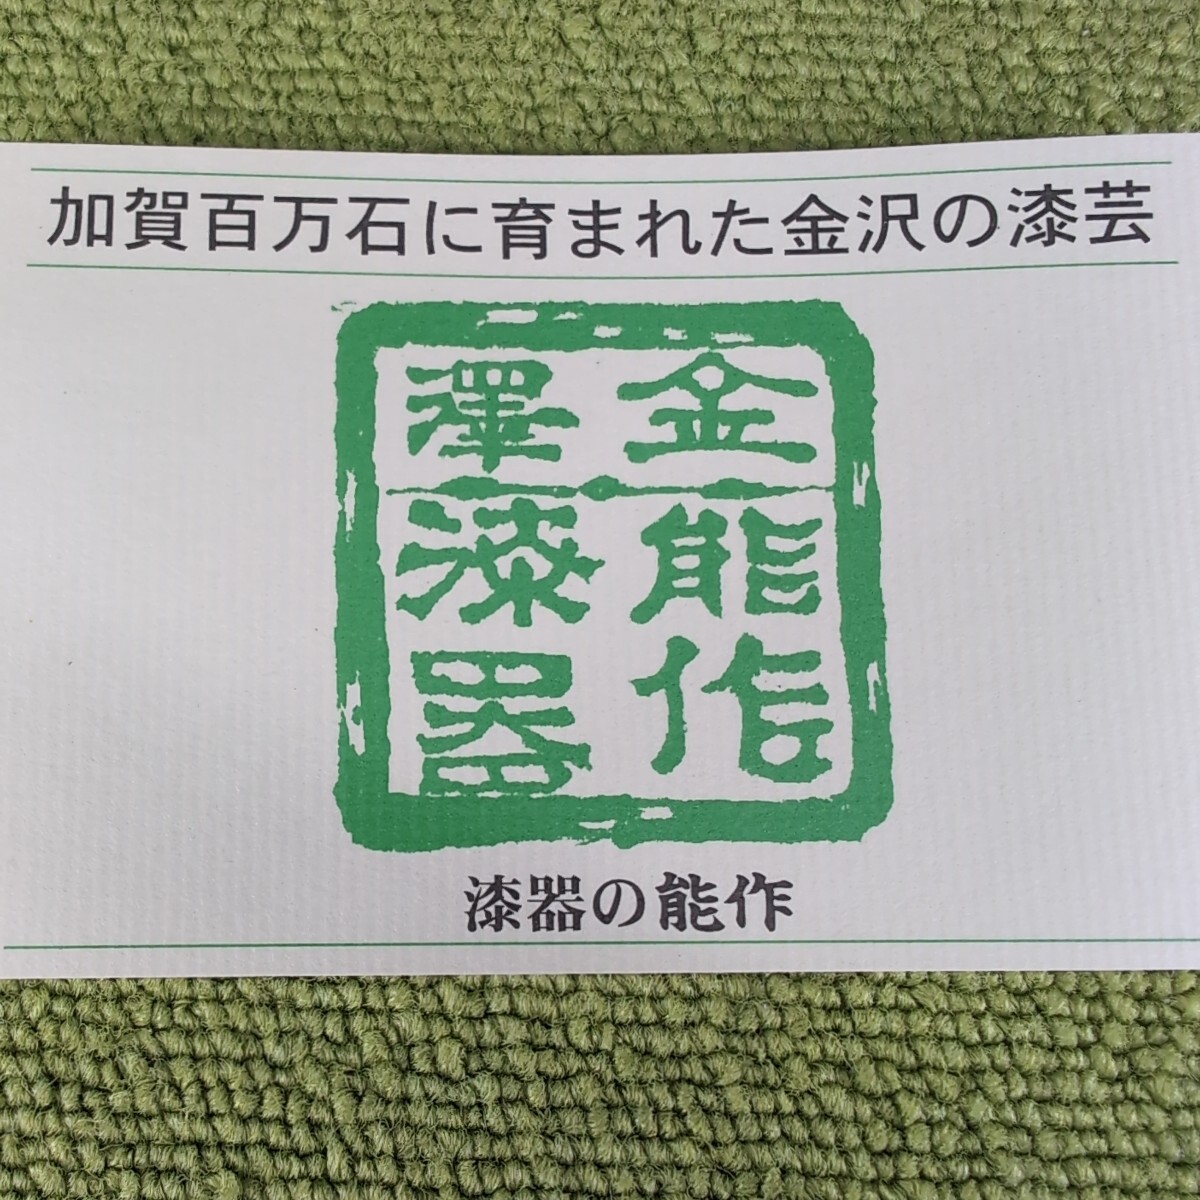 加賀百万石に育まれた金沢の漆芸
金澤
能作
漆器
漆器の能作